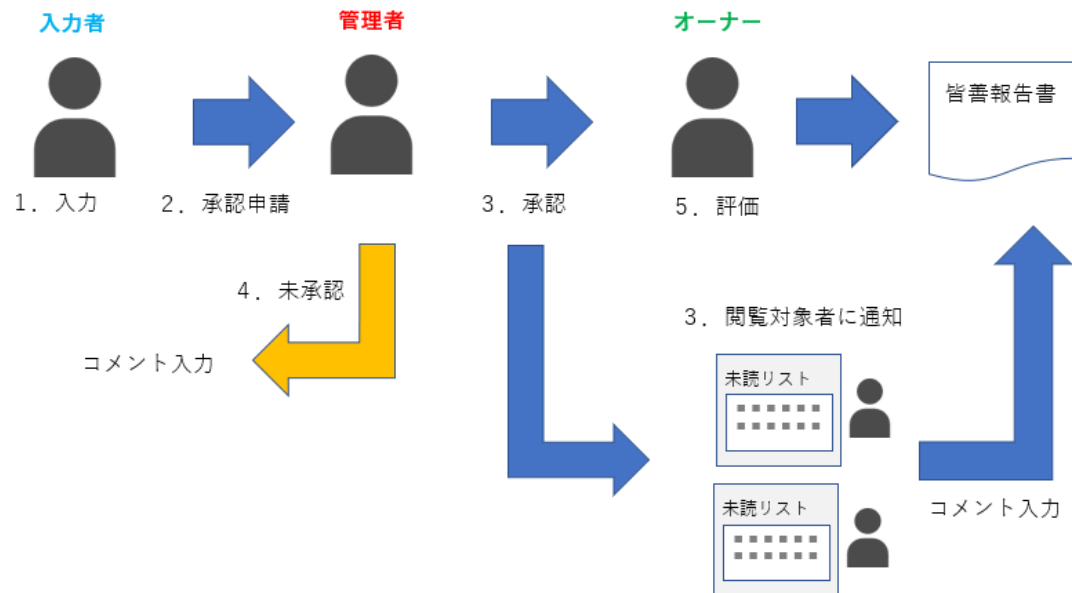 入力者
管理者
オーナー
皆善報告書
1．入力
2．承認申請
3．承認
5．評価
4．未承認
コメント入力
3．閲覧対象者に通知
未読リスト
未読リスト
コメント入力